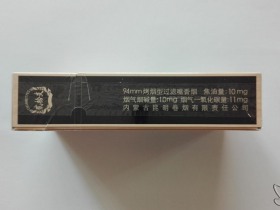 94mm烤烟型过滤嘴香烟 焦油量:10mg
烟气烟碱量:1.0mg 烟气一氧化碳量:11mg
内蒙古昆明卷烟有限责任公司